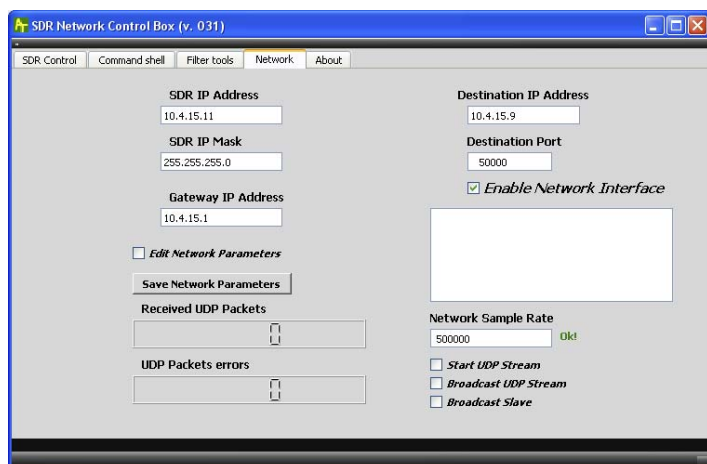 SDR Network Control Box (v. 031)
SDR Control
Command shell
Filter tools
Network
About
SDR IP Address
10.4.15.11
SDR IP Mask
255.255.255.0
Gateway IP Address
10.4.15.1
Edit Network Parameters
Save Network Parameters
Received UDP Packets
0
UDP Packets errors
0
Destination IP Address
10.4.15.9
Destination Port
50000
Enable Network Interface
Network Sample Rate
500000
Ok!
Start UDP Stream
Broadcast UDP Stream
Broadcast Slave